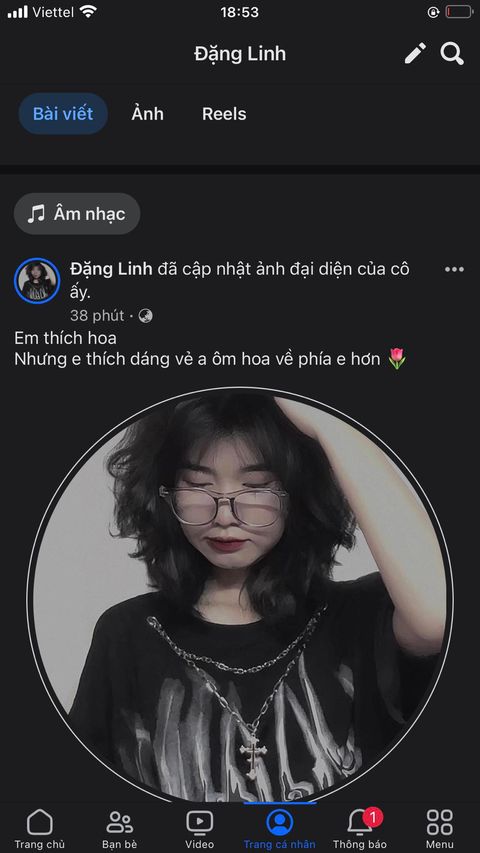 Viettel 18:53
Đặng Linh
Bài viết Ảnh Reels
Âm nhạc
Đặng Linh đã cập nhật ảnh đại diện của cô
ấy.
38 phút ·
Em thích hoa
Nhưng e thích dáng vẻ a ôm hoa về phía e hơn 🌷
1
Trang chủ Bạn bè Video Trang cá nhân Thông báo Menu